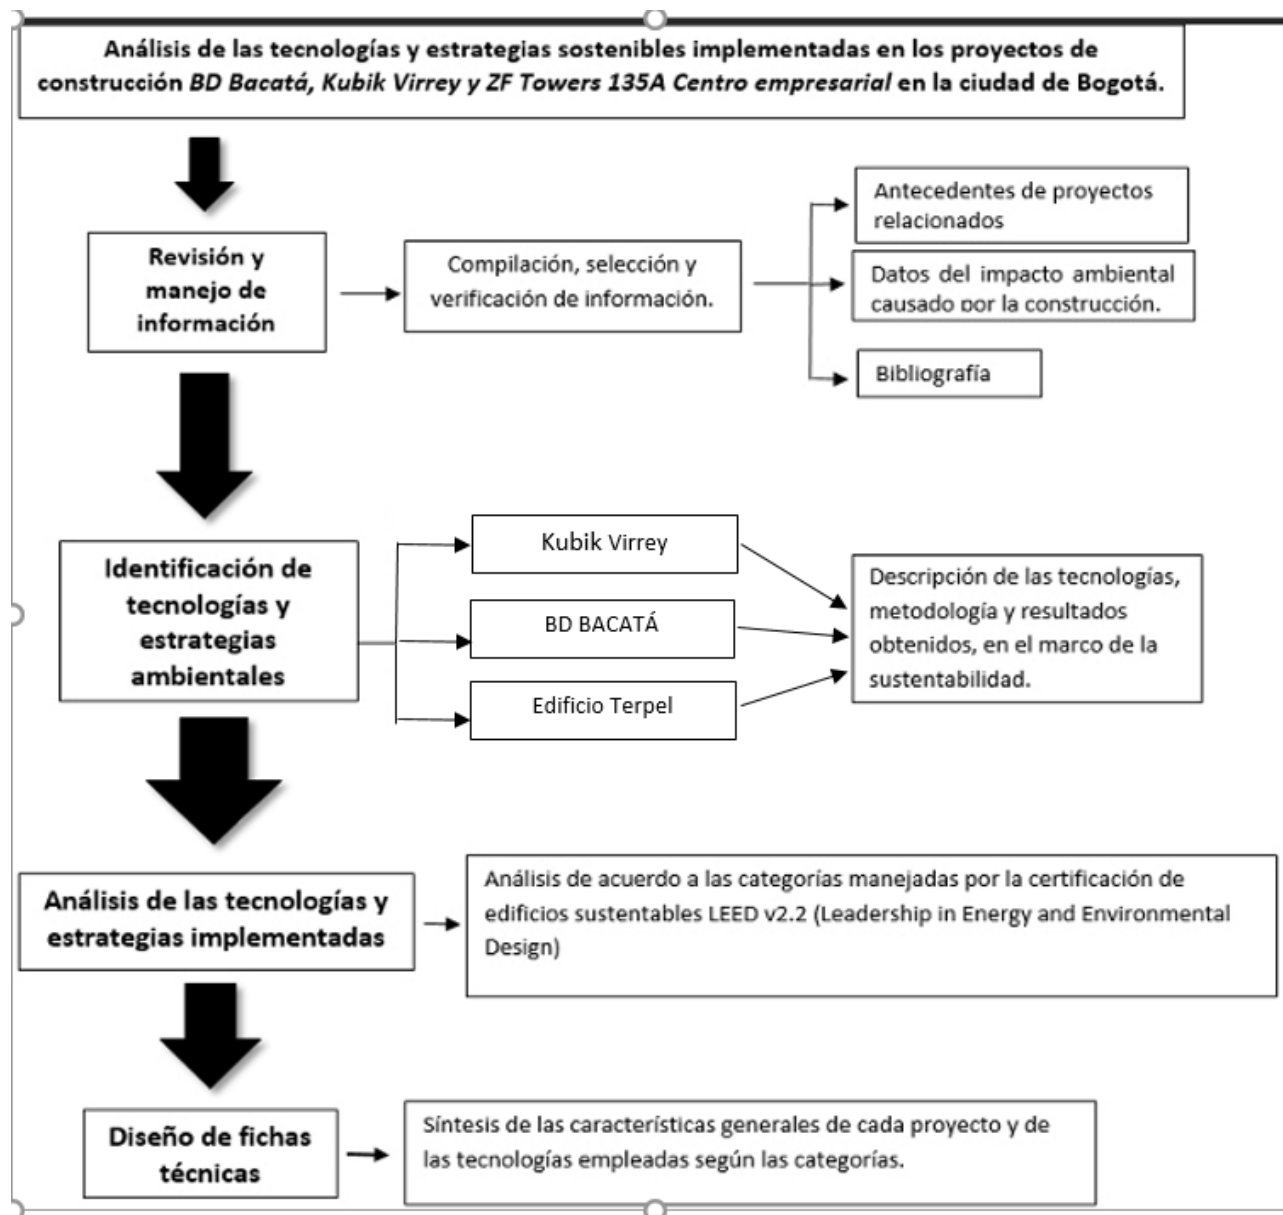 Análisis de las tecnologías y estrategias sostenibles implementadas en los proyectos de
construcción BD Bacatá, Kubik Virrey y ZF Towers 135A Centro empresarial en la ciudad de Bogotá.
Revisión y
manejo de
información
Compilación, selección y
verificación de información.
Antecedentes de proyectos
relacionados
Datos del impacto ambiental
causado por la construcción.
Bibliografía
Identificación de
tecnologías y
estrategias
ambientales
Kubik Virrey
BD BACATÁ
Edificio Terpel
Descripción de las tecnologías,
metodología y resultados
obtenidos, en el marco de la
sustentabilidad.
Análisis de las tecnologías y
estrategias implementadas
Análisis de acuerdo a las categorías manejadas por la certificación de
edificios sustentables LEED v2.2 (Leadership in Energy and Environmental
Design)
Diseño de fichas
técnicas
Síntesis de las características generales de cada proyecto y de
las tecnologías empleadas según las categorías.